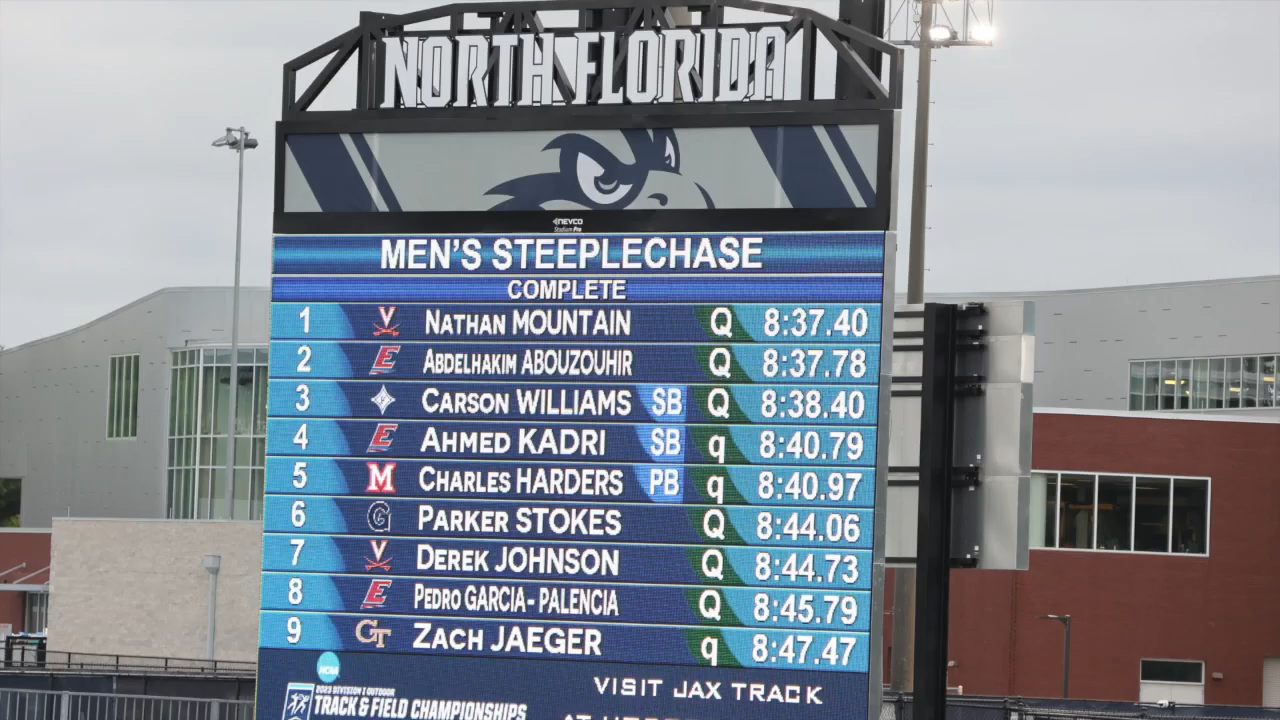 NORTH FLORIDA
NEVCO
Stadium Pro
MEN'S STEEPLECHASE
COMPLETE
1 V NATHAN MOUNTAIN Q 8:37.40
2 E ABDELHAKIM ABOUZOUHIR Q 8:37.78
3 CARSON WILLIAMS SB Q 8:38.40
4 E AHMED KADRI SB q 8:40.79
5 M CHARLES HARDERS PB q 8:40.97
6 G PARKER STOKES Q 8:44.06
7 V DEREK JOHNSON Q 8:44.73
8 E PEDRO GARCIA-PALENCIA Q 8:45.79
9 GT ZACH JAEGER q 8:47.47
NCAA
2023 DIVISION I OUTDOOR
TRACK & FIELD CHAMPIONSHIPS
VISIT JAX TRACK